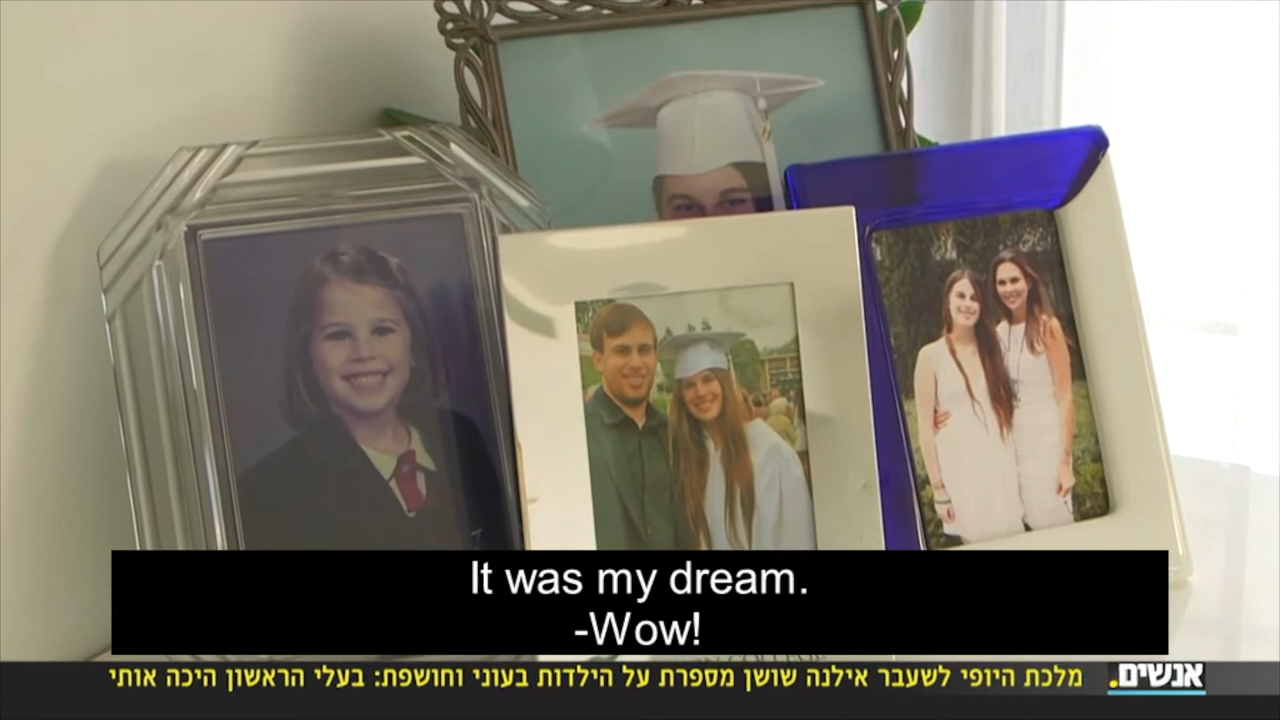 It was my dream.
-Wow!
אנשים.
מלכת היופי לשעבר אילנה שושן מספרת על הילדות בעוני וחושפת: בעלי הראשון היכה אותי